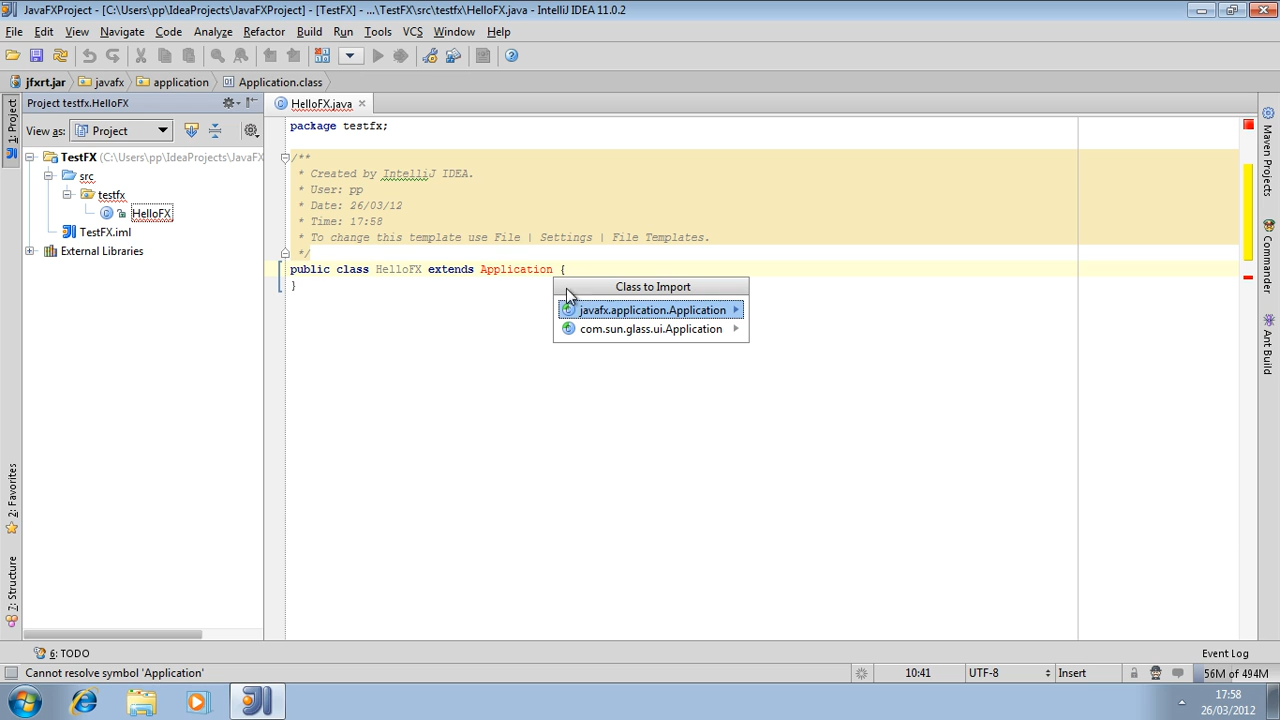 JavaFXProject - [C:\Users\pp\IdeaProjects\JavaFXProject] - [TestFX] - ...\TestFX\src\testfx\HelloFX.java - IntelliJ IDEA 11.0.2
File Edit View Navigate Code Analyze Refactor Build Run Tools VCS Window Help
jfxrt.jar javafx application Application.class
Project testfx.HelloFX
HelloFX.java
View as: Project
TestFX (C:\Users\pp\IdeaProjects\JavaFX
src
testfx
HelloFX
TestFX.iml
External Libraries
package testfx;
/**
* Created by IntelliJ IDEA.
* User: pp
* Date: 26/03/12
* Time: 17:58
* To change this template use File | Settings | File Templates.
*/
public class HelloFX extends Application {
}
Class to Import
javafx.application.Application
com.sun.glass.ui.Application
1: Project
2: Favorites
7: Structure
Maven Projects
Commander
Ant Build
6: TODO
Event Log
Cannot resolve symbol 'Application'
10:41
UTF-8
Insert
56M of 494M
17:58
26/03/2012